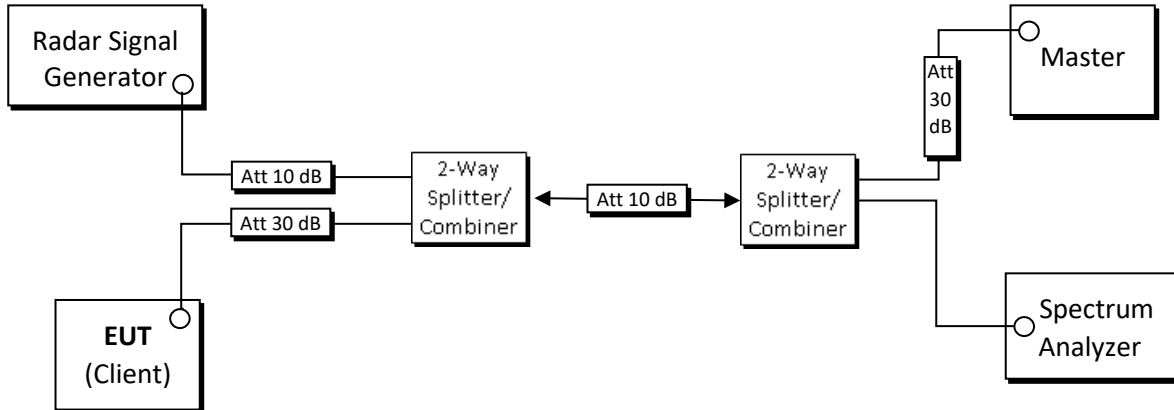 Radar Signal
Generator
Att 10 dB
Att 30 dB
EUT
(Client)
2-Way
Splitter/
Combiner
Att 10 dB
2-Way
Splitter/
Combiner
Att
30
dB
Master
Spectrum
Analyzer